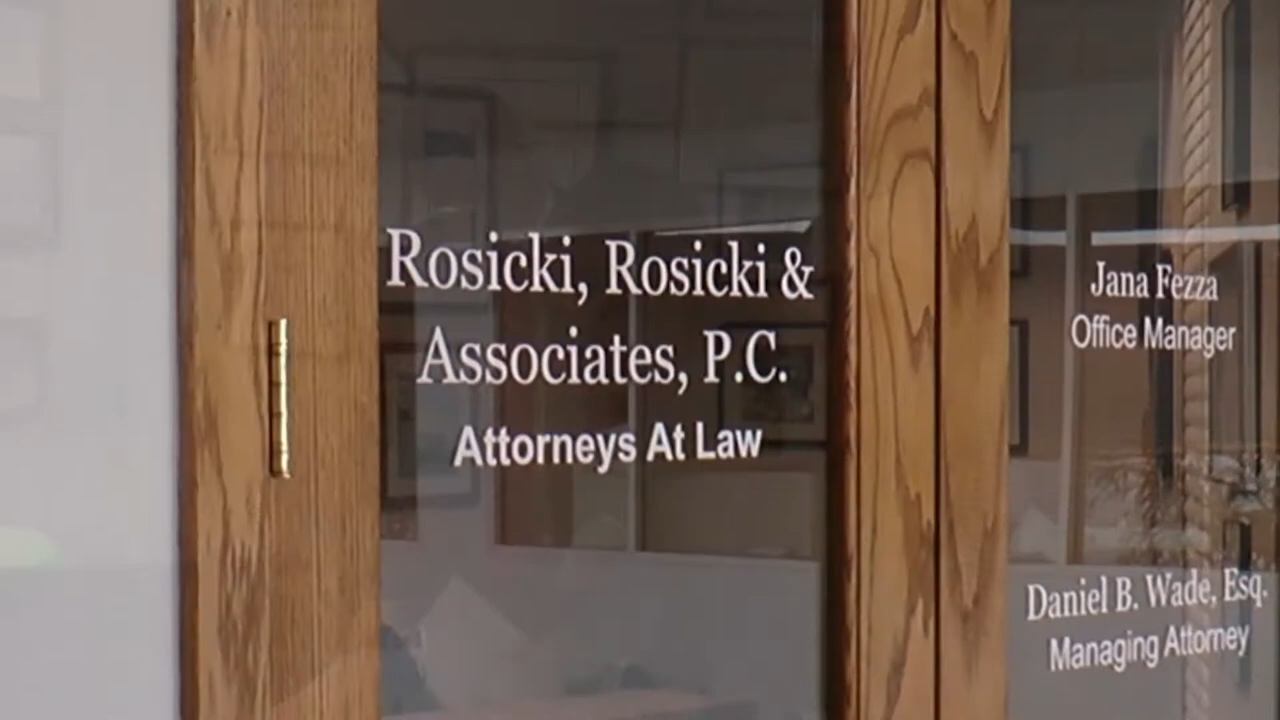 Rosicki, Rosicki &
Associates, P.C.
Attorneys At Law
Jana Fezza
Office Manager
Daniel B. Wade, Esq.
Managing Attorney